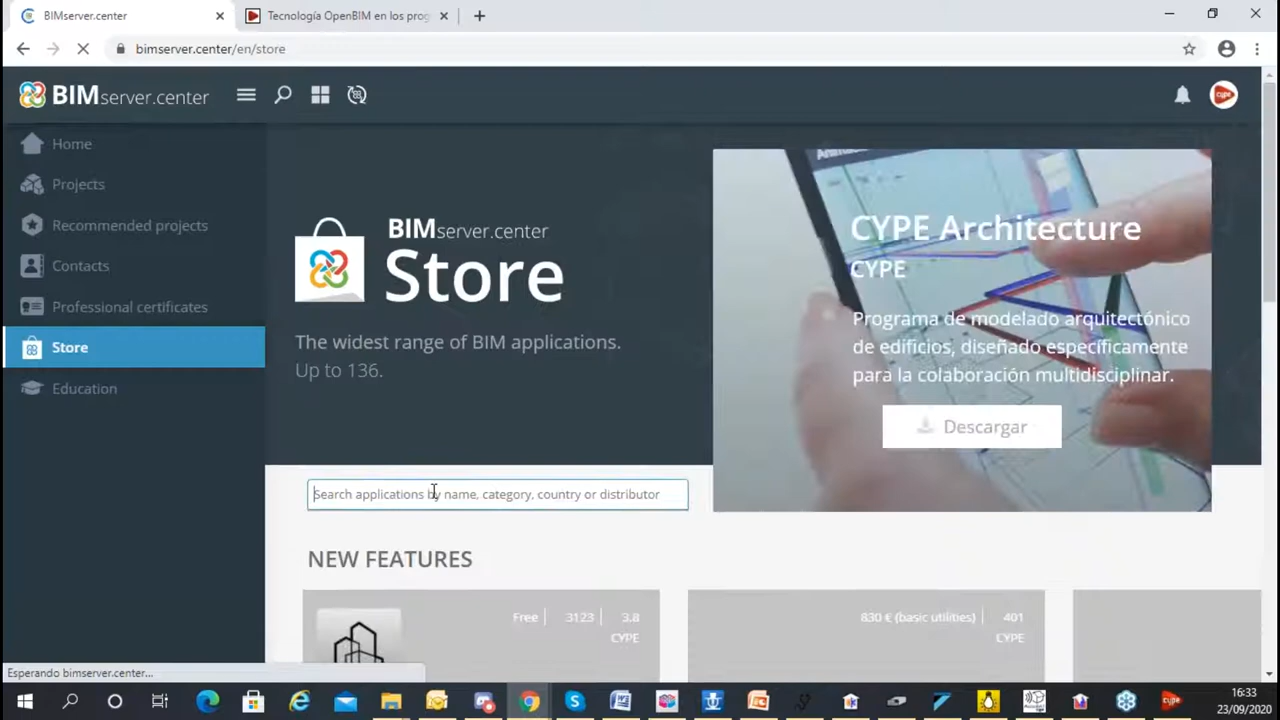 BIMserver.center
Tecnología OpenBIM en los prog
bimserver.center/en/store
BIMserver.center
cype
Home
Projects
Recommended projects
Contacts
Professional certificates
Store
Education
BIMserver.center
Store
The widest range of BIM applications.
Up to 136.
CYPE Architecture
CYPE
Programa de modelado arquitectónico
de edificios, diseñado específicamente
para la colaboración multidisciplinar.
Descargar
Search applications by name, category, country or distributor
NEW FEATURES
Free 3123 3.8
CYPE
830 € (basic utilities) 401
CYPE
Esperando bimserver.center...
16:33
23/09/2020